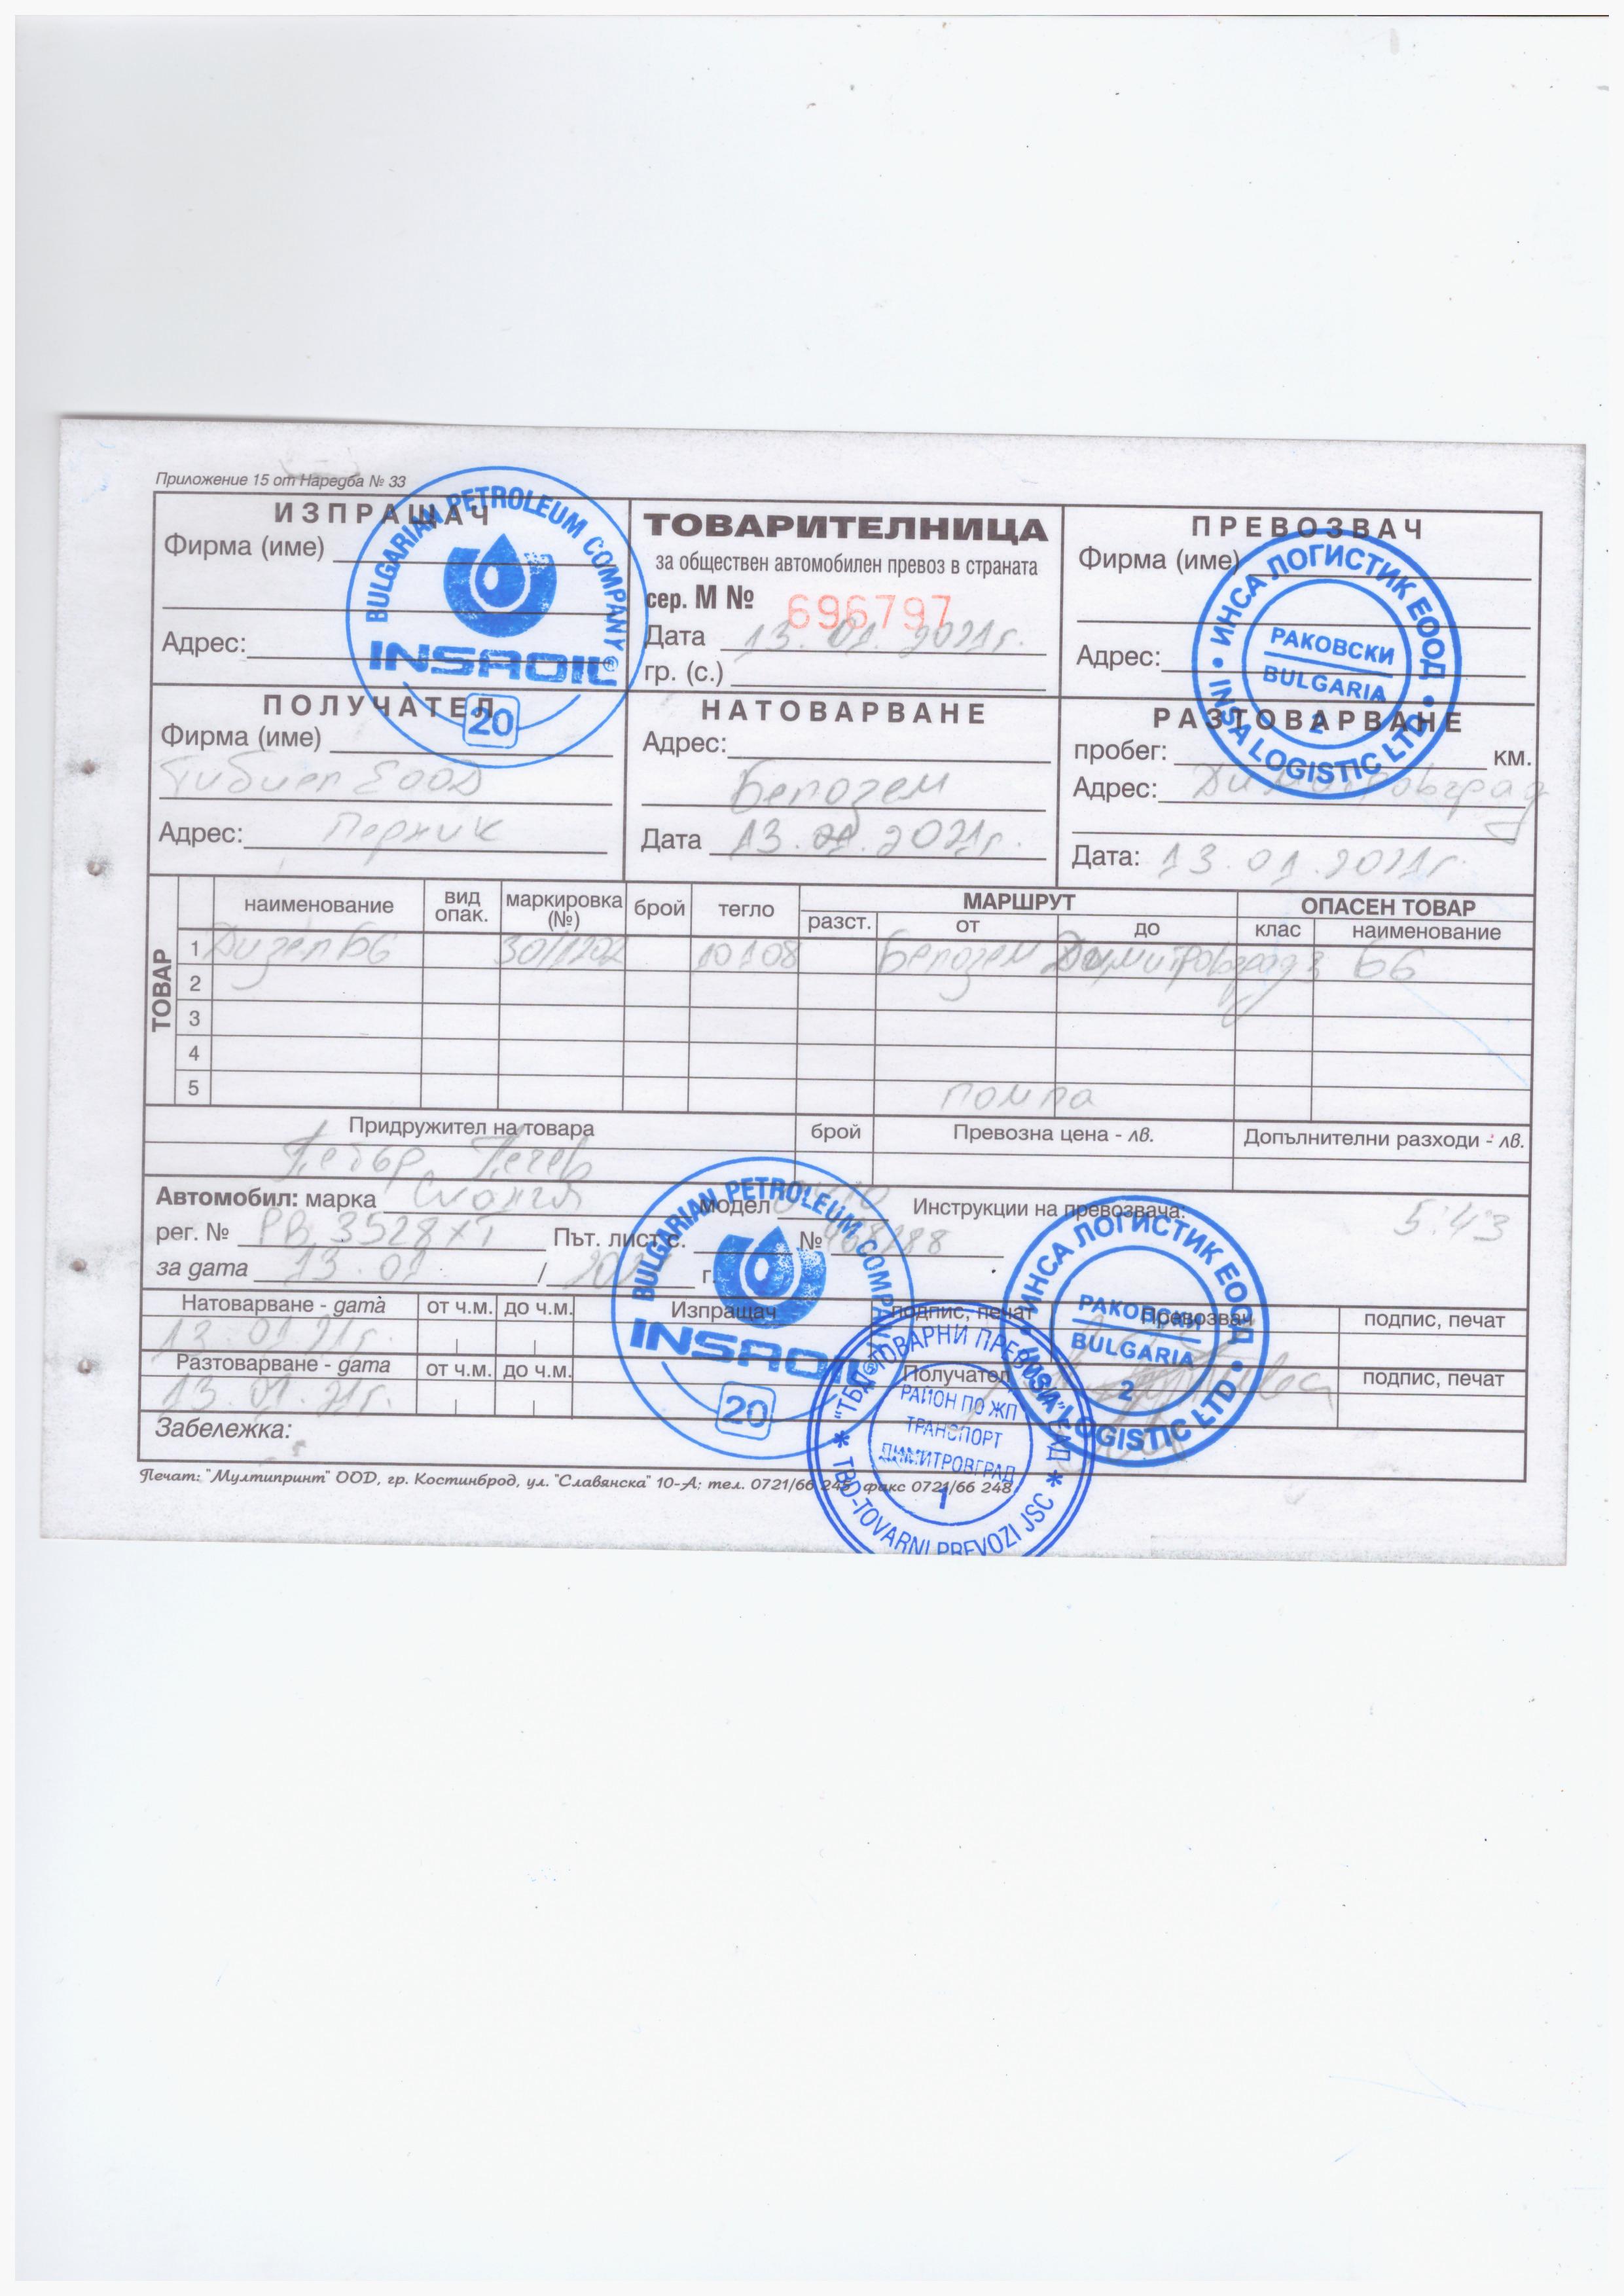 Приложение 15 от Наредба № 33
ИЗПРАЩАЧ
Фирма (име)
Адрес:
BULGARIAN PETROLEUM COMPANY
INSAOIL®
20
ТОВАРИТЕЛНИЦА
за обществен автомобилен превоз в страната
сер. М № 696797
Дата 13.01.2021г.
гр. (с.)
ПРЕВОЗВАЧ
Фирма (име)
Адрес:
ИНСА ЛОГИСТИК ЕООД • INSA LOGISTIC LTD •
РАКОВСКИ
BULGARIA
2
ПОЛУЧАТЕЛ
Фирма (име)
ЕООД
Адрес: Перник
НАТОВАРВАНЕ
Адрес:
Белозем
Дата 13.01.2021г.
РАЗТОВАРВАНЕ
пробег: км.
Адрес: Димитровград
Дата: 13.01.2021г.
ТОВАР
наименование вид опак. маркировка (№) брой тегло МАРШРУТ ОПАСЕН ТОВАР
разст. от до клас наименование
1 Дизел Б6 30/1202 10108 Белозем Димитровград 3 Б6
2
3
4
5 помпа
Придружител на товара брой Превозна цена - лв. Допълнителни разходи - лв.
Петър
Автомобил: марка Скания модел Инструкции на превозвача: 5:43
рег. № РВ 3528 ХТ Път. лист с. №
за дата 13.01 / г.
Натоварване - дата от ч.м. до ч.м. Изпращач подпис, печат Превозвач подпис, печат
13.01.21г.
Разтоварване - дата от ч.м. до ч.м. Получател подпис, печат
13.01.21г.
Забележка:
BULGARIAN PETROLEUM COMPANY
INSAOIL
20
"ТБД-ТОВАРНИ ПРЕВОЗИ" ЕАД * TBD-TOVARNI PREVOZI JSC *
РАЙОН ПО ЖП
ТРАНСПОРТ
ДИМИТРОВГРАД
1
ИНСА ЛОГИСТИК ЕООД • INSA LOGISTIC LTD •
РАКОВСКИ
BULGARIA
2
Печат: "Мултипринт" ООД, гр. Костинброд, ул. "Славянска" 10-А; тел. 0721/66 248 факс 0721/66 248